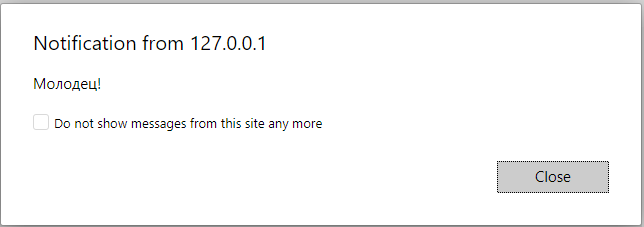 Notification from 127.0.0.1
Молодец!
Do not show messages from this site any more
Close